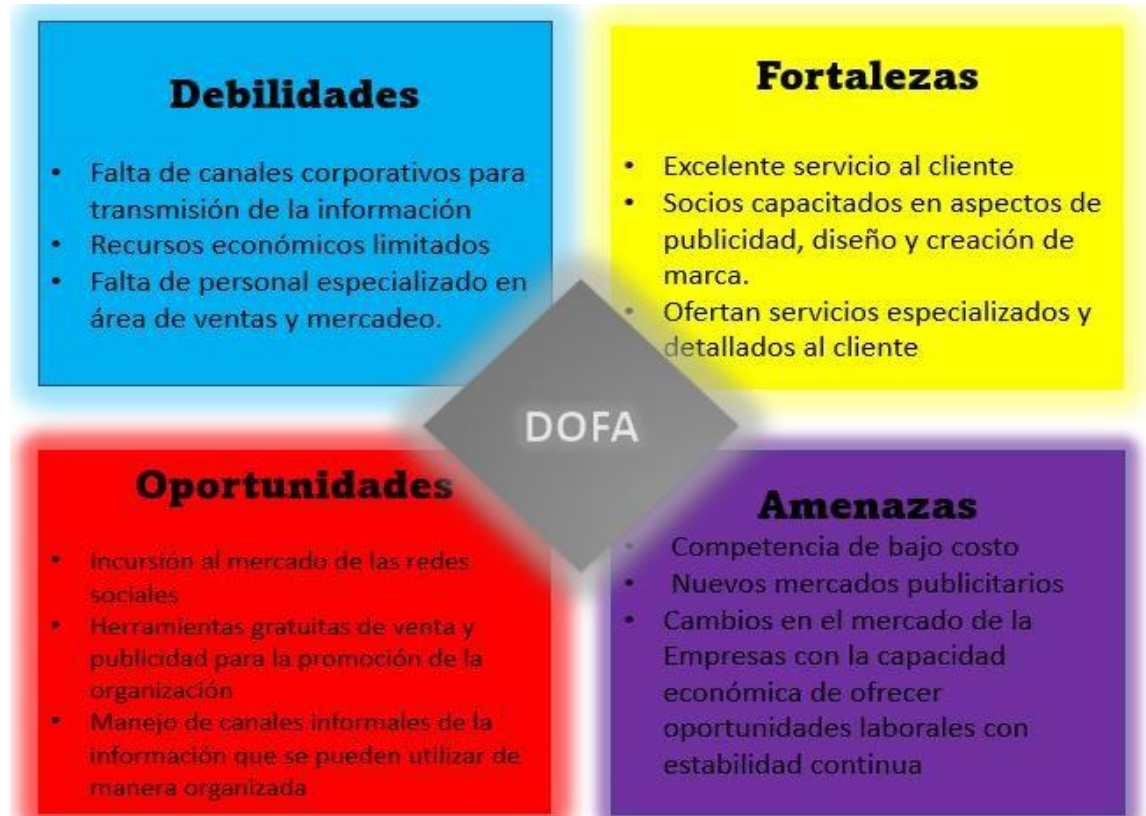 Debilidades
• Falta de canales corporativos para
transmisión de la información
• Recursos económicos limitados
• Falta de personal especializado en
área de ventas y mercadeo.
Fortalezas
• Excelente servicio al cliente
• Socios capacitados en aspectos de
publicidad, diseño y creación de
marca.
• Ofertan servicios especializados y
detallados al cliente
DOFA
Oportunidades
• Incursión al mercado de las redes
sociales
• Herramientas gratuitas de venta y
publicidad para la promoción de la
organización
• Manejo de canales informales de la
información que se pueden utilizar de
manera organizada
Amenazas
• Competencia de bajo costo
• Nuevos mercados publicitarios
• Cambios en el mercado de la
Empresas con la capacidad
económica de ofrecer
oportunidades laborales con
estabilidad continua